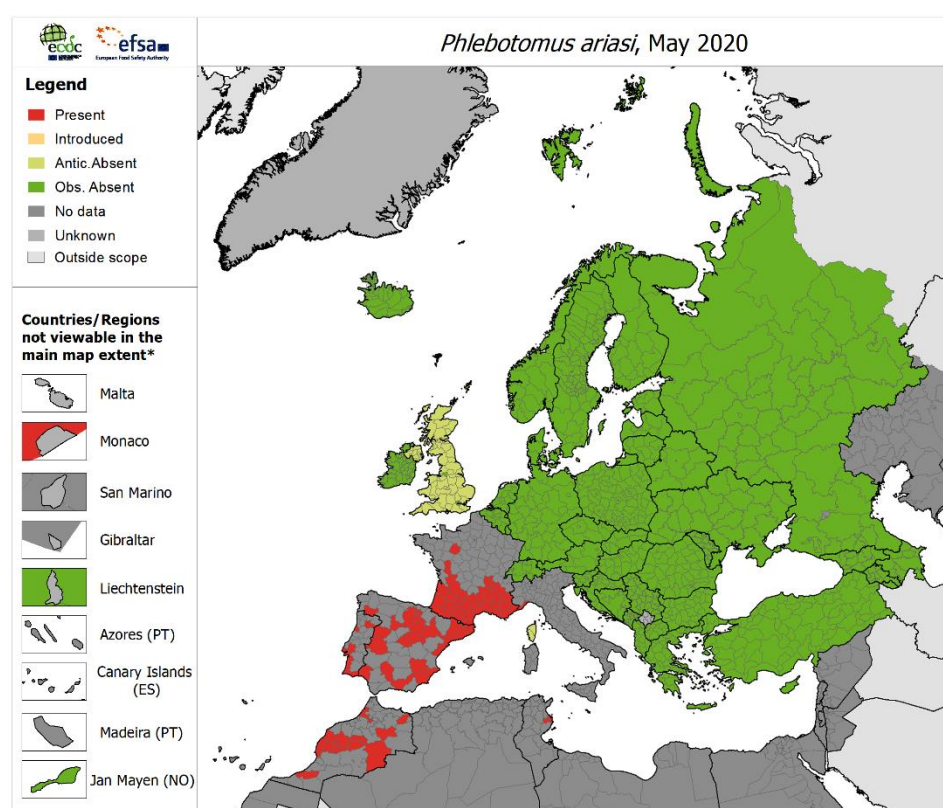 ecdc
efsa
European Food Safety Authority
Phlebotomus ariasi, May 2020
Legend
Present
Introduced
Antic.Absent
Obs. Absent
No data
Unknown
Outside scope
Countries/Regions
not viewable in the
main map extent*
Malta
Monaco
San Marino
Gibraltar
Liechtenstein
Azores (PT)
Canary Islands
(ES)
Madeira (PT)
Jan Mayen (NO)